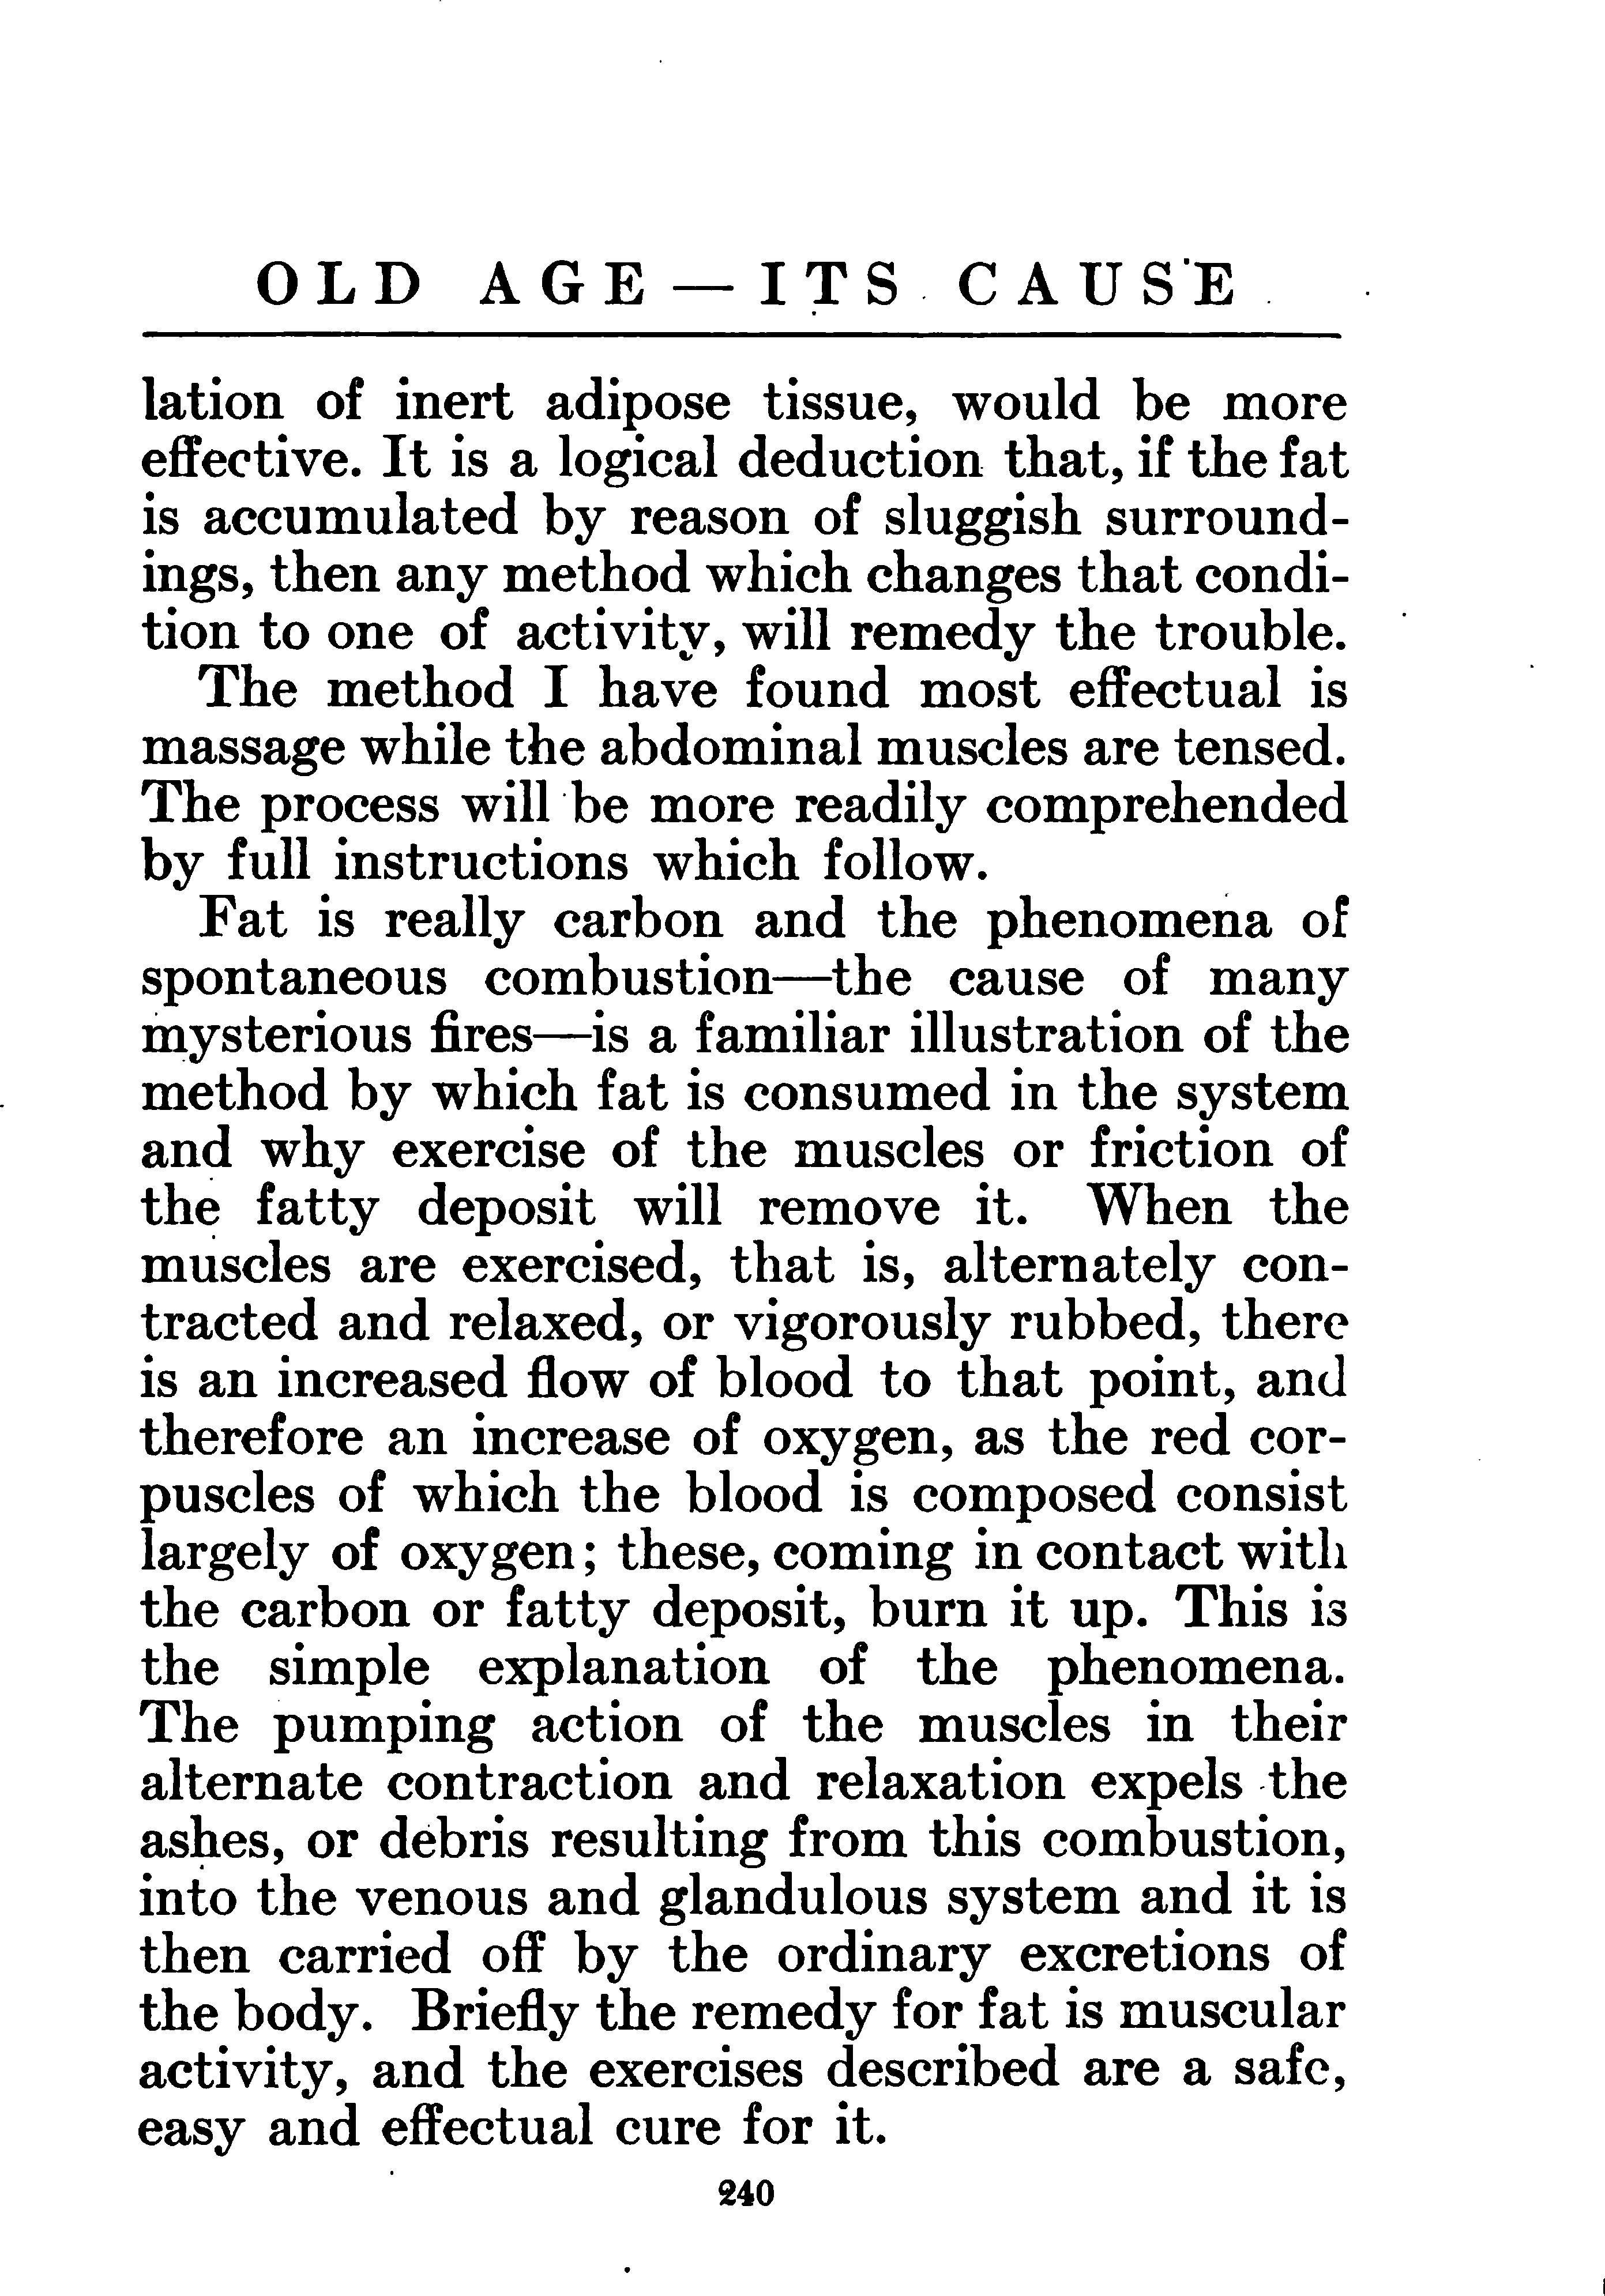 OLD AGE—ITS CAUSE
lation of inert adipose tissue, would be more
effective. It is a logical deduction that, if the fat
is accumulated by reason of sluggish surround-
ings, then any method which changes that condi-
tion to one of activity, will remedy the trouble.
The method I have found most effectual is
massage while the abdominal muscles are tensed.
The process will be more readily comprehended
by full instructions which follow.
Fat is really carbon and the phenomena of
spontaneous combustion—the cause of many
mysterious fires—is a familiar illustration of the
method by which fat is consumed in the system
and why exercise of the muscles or friction of
the fatty deposit will remove it. When the
muscles are exercised, that is, alternately con-
tracted and relaxed, or vigorously rubbed, there
is an increased flow of blood to that point, and
therefore an increase of oxygen, as the red cor-
puscles of which the blood is composed consist
largely of oxygen; these, coming in contact with
the carbon or fatty deposit, burn it up. This is
the simple explanation of the phenomena.
The pumping action of the muscles in their
alternate contraction and relaxation expels the
ashes, or debris resulting from this combustion,
into the venous and glandulous system and it is
then carried off by the ordinary excretions of
the body. Briefly the remedy for fat is muscular
activity, and the exercises described are a safe,
easy and effectual cure for it.
240